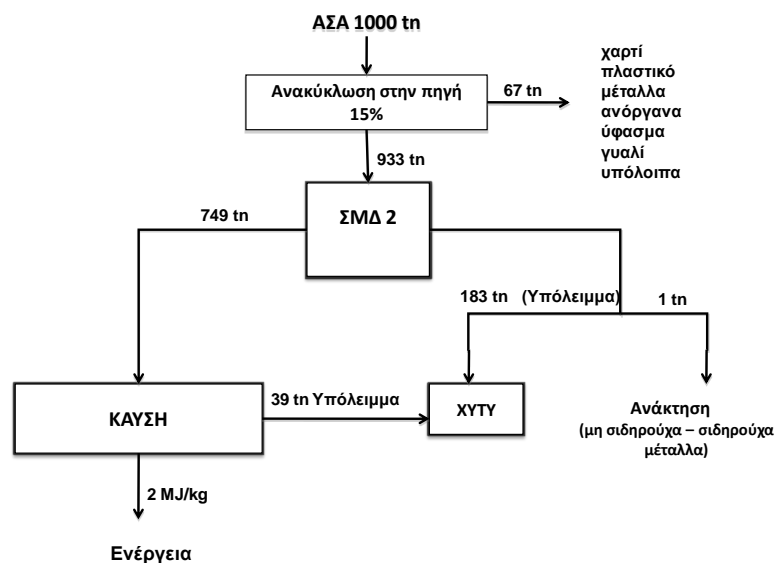 ΑΣΑ 1000 tn
Ανακύκλωση στην πηγή
15%
67 tn
χαρτί
πλαστικό
μέταλλα
ανόργανα
ύφασμα
γυαλί
υπόλοιπα
933 tn
749 tn
ΣΜΔ 2
183 tn (Υπόλειμμα)
1 tn
ΚΑΥΣΗ
39 tn Υπόλειμμα
ΧΥΤΥ
Ανάκτηση
(μη σιδηρούχα – σιδηρούχα
μέταλλα)
2 MJ/kg
Ενέργεια